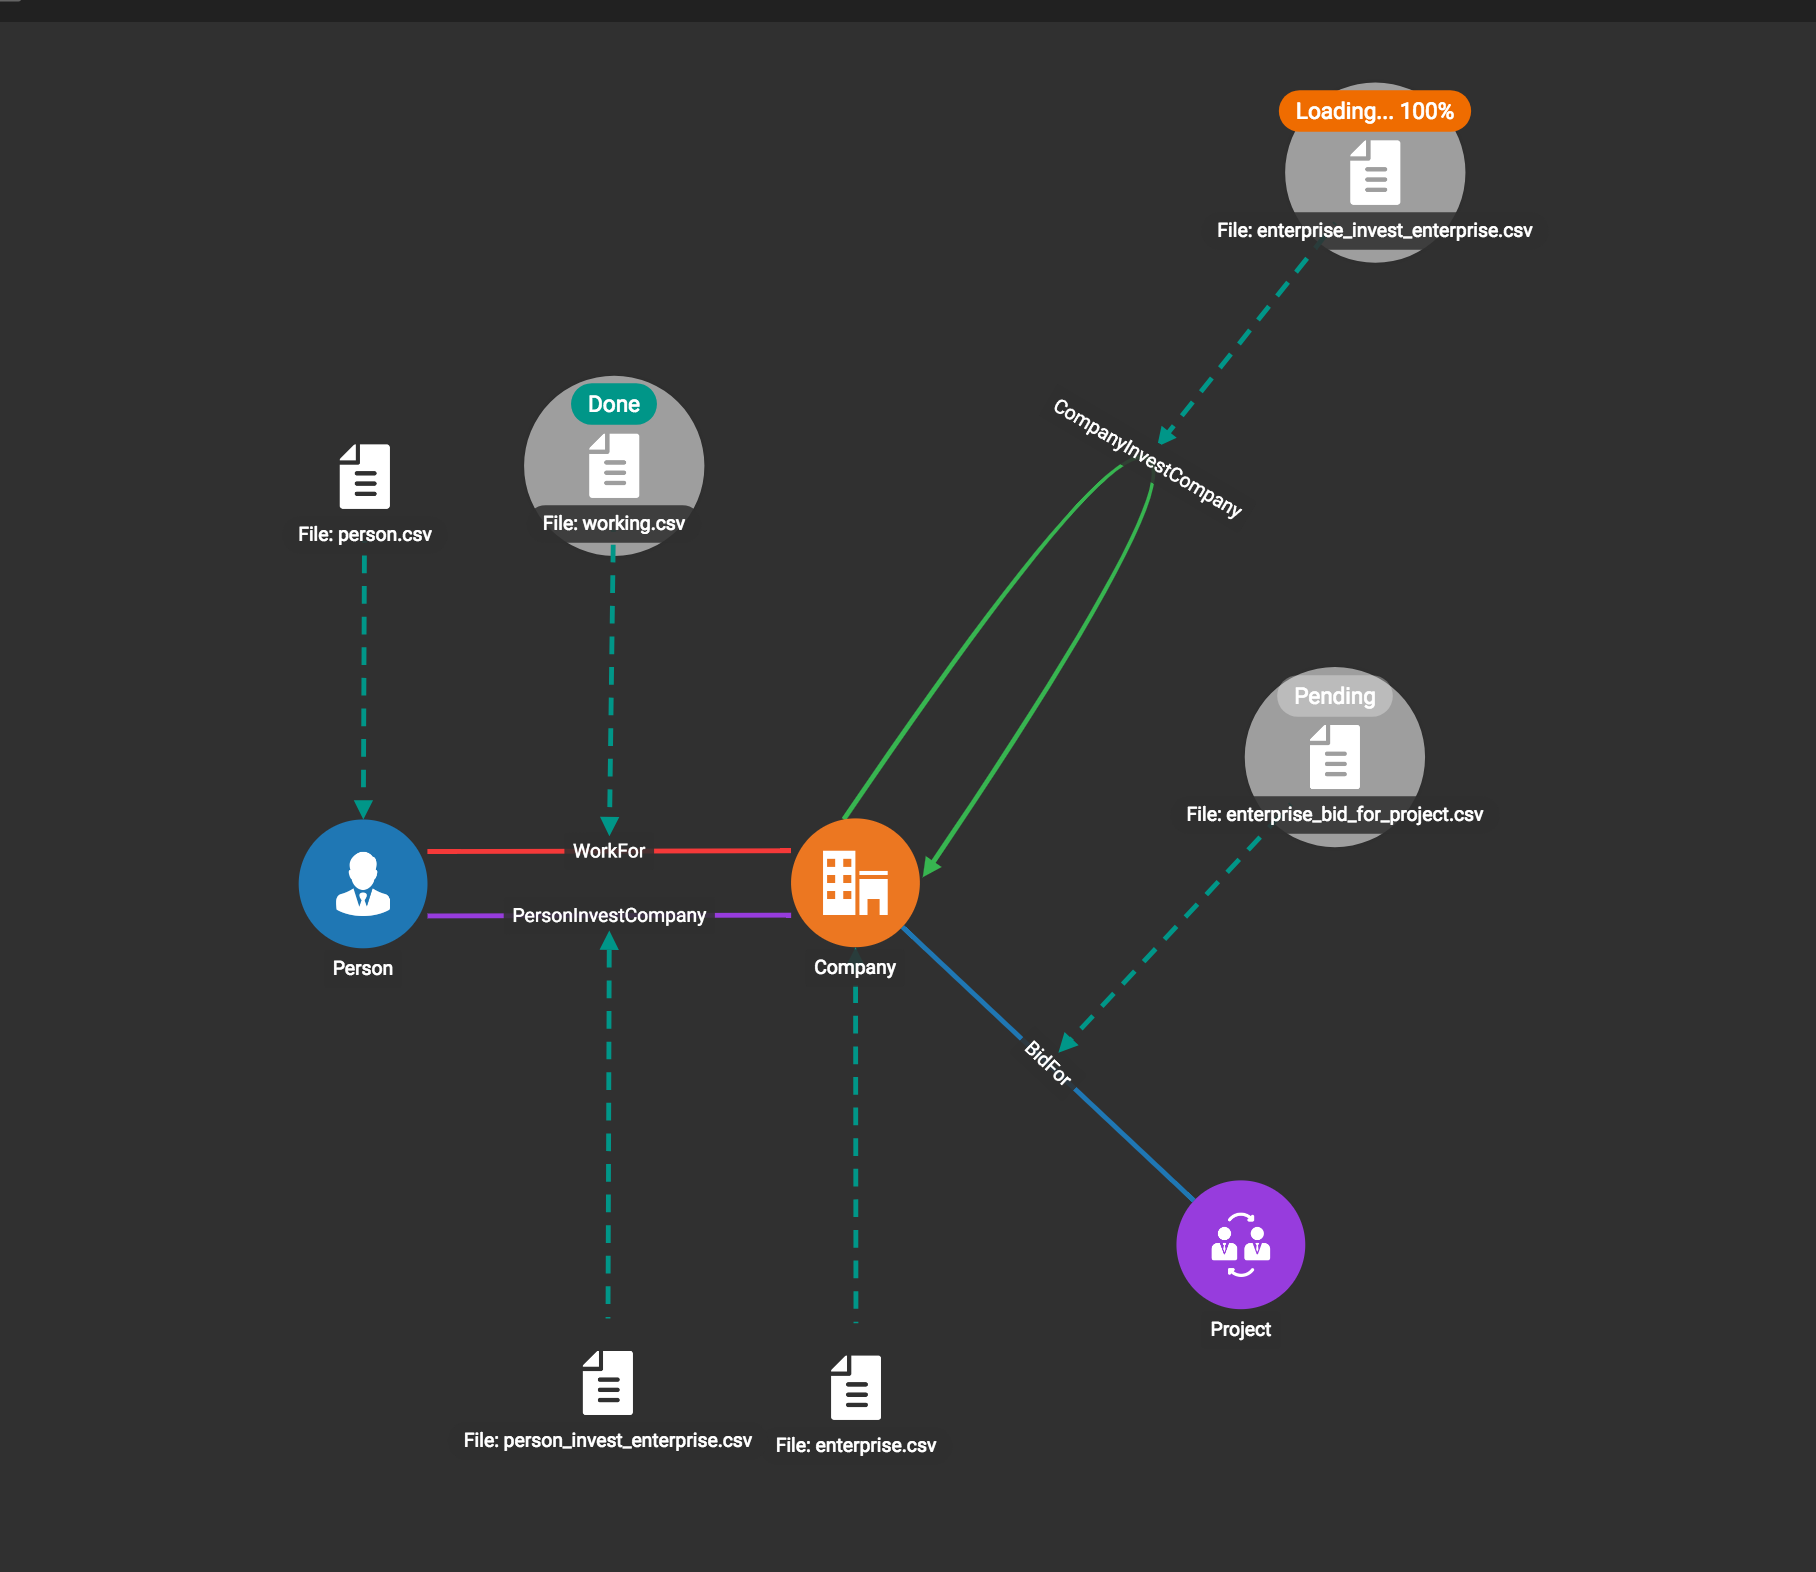 Loading... 100%
File: enterprise_invest_enterprise.csv
Done
File: working.csv
File: person.csv
CompanyInvestCompany
Pending
File: enterprise_bid_for_project.csv
WorkFor
PersonInvestCompany
Person
Company
BidFor
Project
File: person_invest_enterprise.csv
File: enterprise.csv